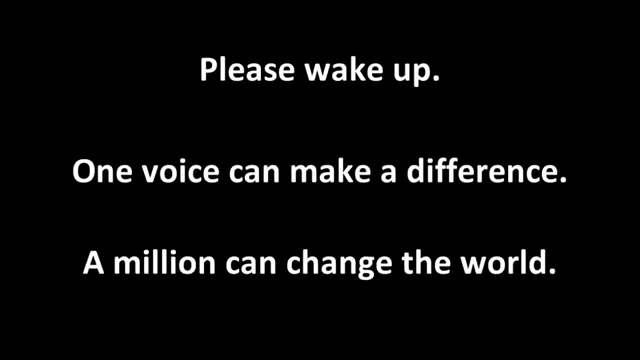 Please wake up.
One voice can make a difference.
A million can change the world.